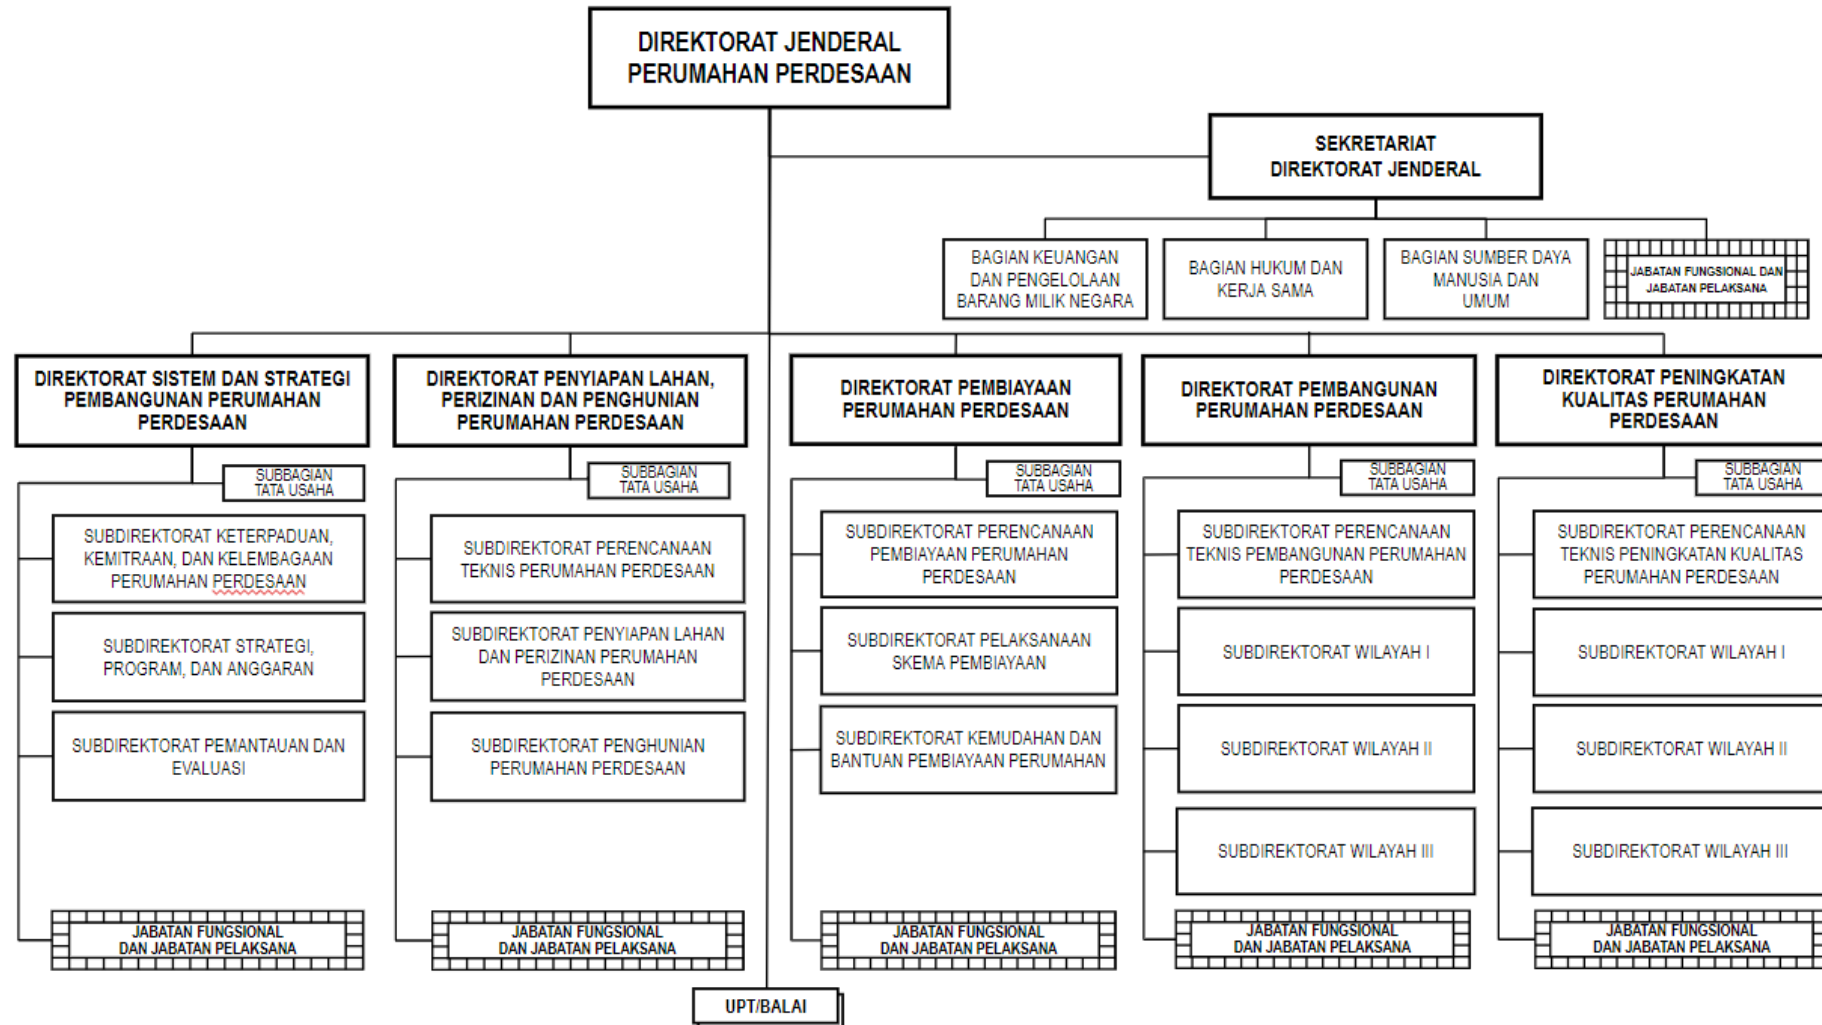 DIREKTORAT JENDERAL
PERUMAHAN PERDESAAN
SEKRETARIAT
DIREKTORAT JENDERAL
BAGIAN KEUANGAN
DAN PENGELOLAAN
BARANG MILIK NEGARA
BAGIAN HUKUM DAN
KERJA SAMA
BAGIAN SUMBER DAYA
MANUSIA DAN
UMUM
JABATAN FUNGSIONAL DAN
JABATAN PELAKSANA
DIREKTORAT SISTEM DAN STRATEGI
PEMBANGUNAN PERUMAHAN
PERDESAAN
SUBBAGIAN
TATA USAHA
SUBDIREKTORAT KETERPADUAN,
KEMITRAAN, DAN KELEMBAGAAN
PERUMAHAN PERDESAAN
SUBDIREKTORAT STRATEGI,
PROGRAM, DAN ANGGARAN
SUBDIREKTORAT PEMANTAUAN DAN
EVALUASI
JABATAN FUNGSIONAL
DAN JABATAN PELAKSANA
DIREKTORAT PENYIAPAN LAHAN,
PERIZINAN DAN PENGHUNIAN
PERUMAHAN PERDESAAN
SUBBAGIAN
TATA USAHA
SUBDIREKTORAT PERENCANAAN
TEKNIS PERUMAHAN PERDESAAN
SUBDIREKTORAT PENYIAPAN LAHAN
DAN PERIZINAN PERUMAHAN
PERDESAAN
SUBDIREKTORAT PENGHUNIAN
PERUMAHAN PERDESAAN
JABATAN FUNGSIONAL
DAN JABATAN PELAKSANA
DIREKTORAT PEMBIAYAAN
PERUMAHAN PERDESAAN
SUBBAGIAN
TATA USAHA
SUBDIREKTORAT PERENCANAAN
PEMBIAYAAN PERUMAHAN
PERDESAAN
SUBDIREKTORAT PELAKSANAAN
SKEMA PEMBIAYAAN
SUBDIREKTORAT KEMUDAHAN DAN
BANTUAN PEMBIAYAAN PERUMAHAN
JABATAN FUNGSIONAL
DAN JABATAN PELAKSANA
DIREKTORAT PEMBANGUNAN
PERUMAHAN PERDESAAN
SUBBAGIAN
TATA USAHA
SUBDIREKTORAT PERENCANAAN
TEKNIS PEMBANGUNAN PERUMAHAN
PERDESAAN
SUBDIREKTORAT WILAYAH I
SUBDIREKTORAT WILAYAH II
SUBDIREKTORAT WILAYAH III
JABATAN FUNGSIONAL
DAN JABATAN PELAKSANA
DIREKTORAT PENINGKATAN
KUALITAS PERUMAHAN
PERDESAAN
SUBBAGIAN
TATA USAHA
SUBDIREKTORAT PERENCANAAN
TEKNIS PENINGKATAN KUALITAS
PERUMAHAN PERDESAAN
SUBDIREKTORAT WILAYAH I
SUBDIREKTORAT WILAYAH II
SUBDIREKTORAT WILAYAH III
JABATAN FUNGSIONAL
DAN JABATAN PELAKSANA
UPT/BALAI